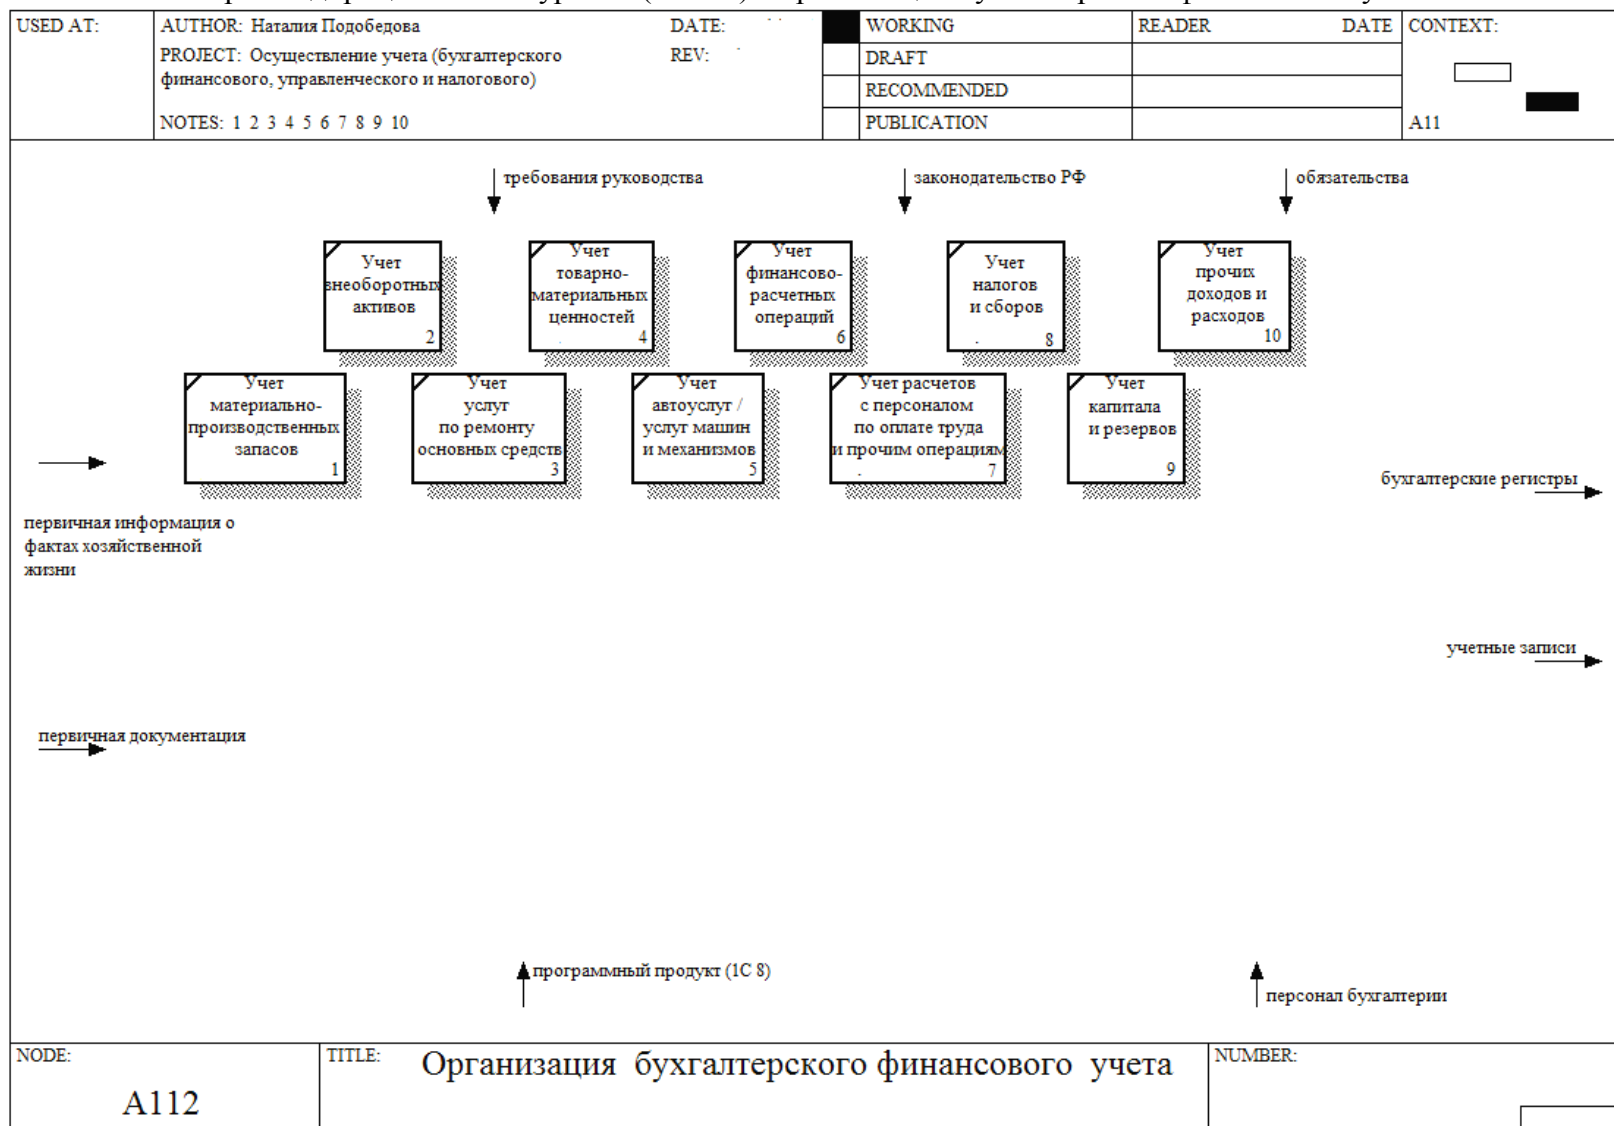 USED AT:
AUTHOR: Наталия Подобедова
DATE:
PROJECT: Осуществление учета (бухгалтерского
финансового, управленческого и налогового)
REV:
NOTES: 1 2 3 4 5 6 7 8 9 10
WORKING
DRAFT
RECOMMENDED
PUBLICATION
READER
DATE
CONTEXT:
A11
требования руководства
законодательство РФ
обязательства
Учет
внеоборотных
активов
2
Учет
товарно-
материальных
ценностей
4
Учет
финансово-
расчетных
операций
6
Учет
налогов
и сборов
8
Учет
прочих
доходов и
расходов
10
Учет
материально-
производственных
запасов
1
Учет
услуг
по ремонту
основных средств
3
Учет
автоуслуг /
услуг машин
и механизмов
5
Учет расчетов
с персоналом
по оплате труда
и прочим операциям
7
Учет
капитала
и резервов
9
первичная информация о
фактах хозяйственной
жизни
бухгалтерские регистры
учетные записи
первичная документация
программный продукт (1С 8)
персонал бухгалтерии
NODE:
A112
TITLE:
Организация бухгалтерского финансового учета
NUMBER: